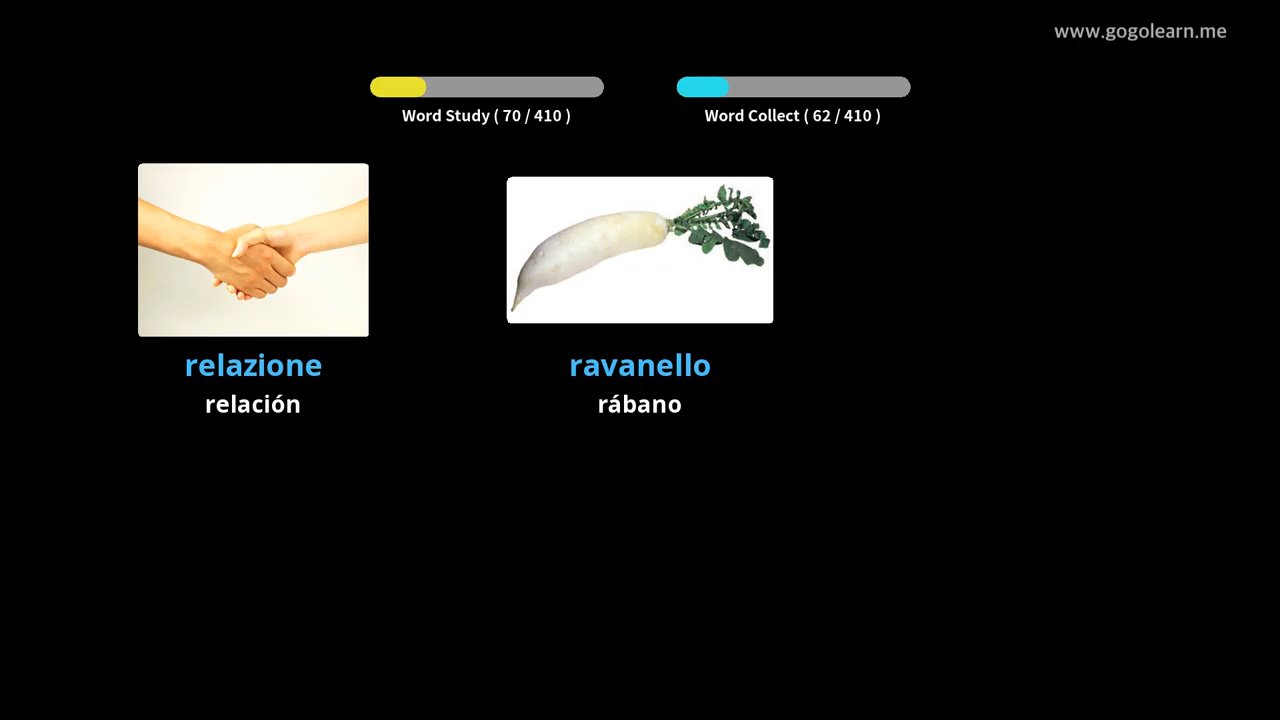 www.gogolearn.me
Word Study ( 70 / 410 )
Word Collect ( 62 / 410 )
relazione
relación
ravanello
rábano